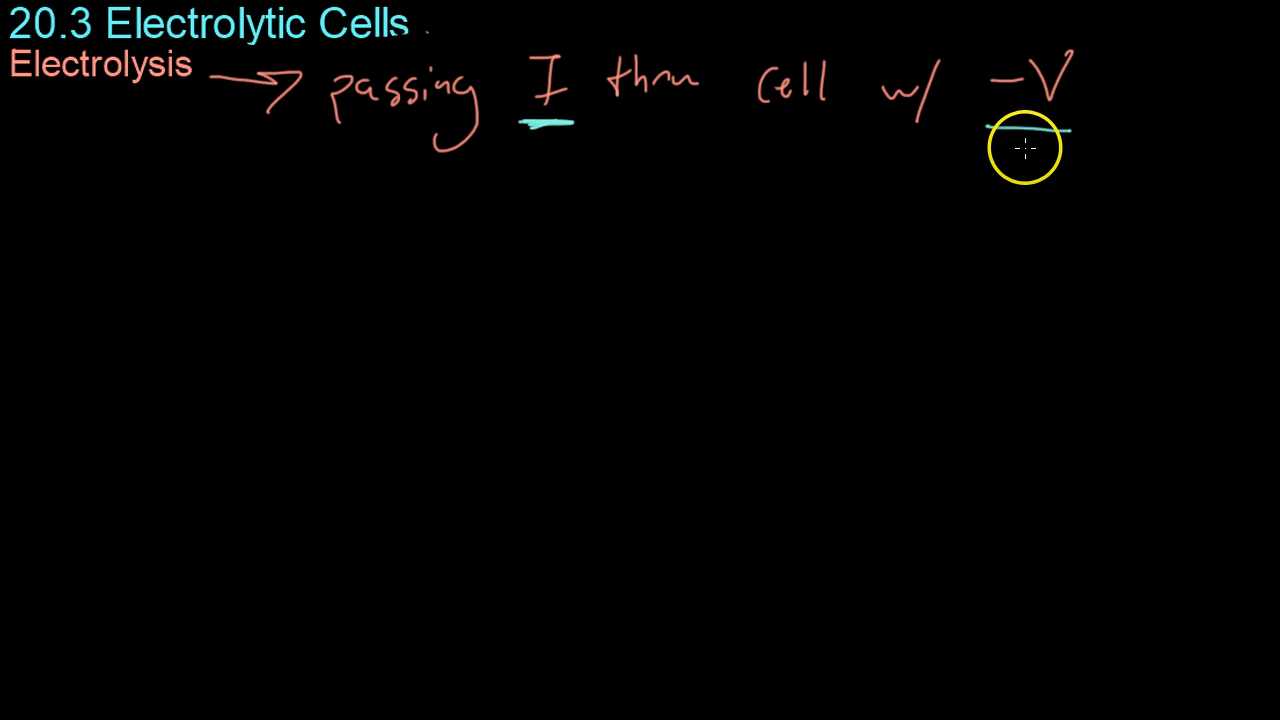 20.3 Electrolytic Cells
Electrolysis → passing I thru cell w/ -V